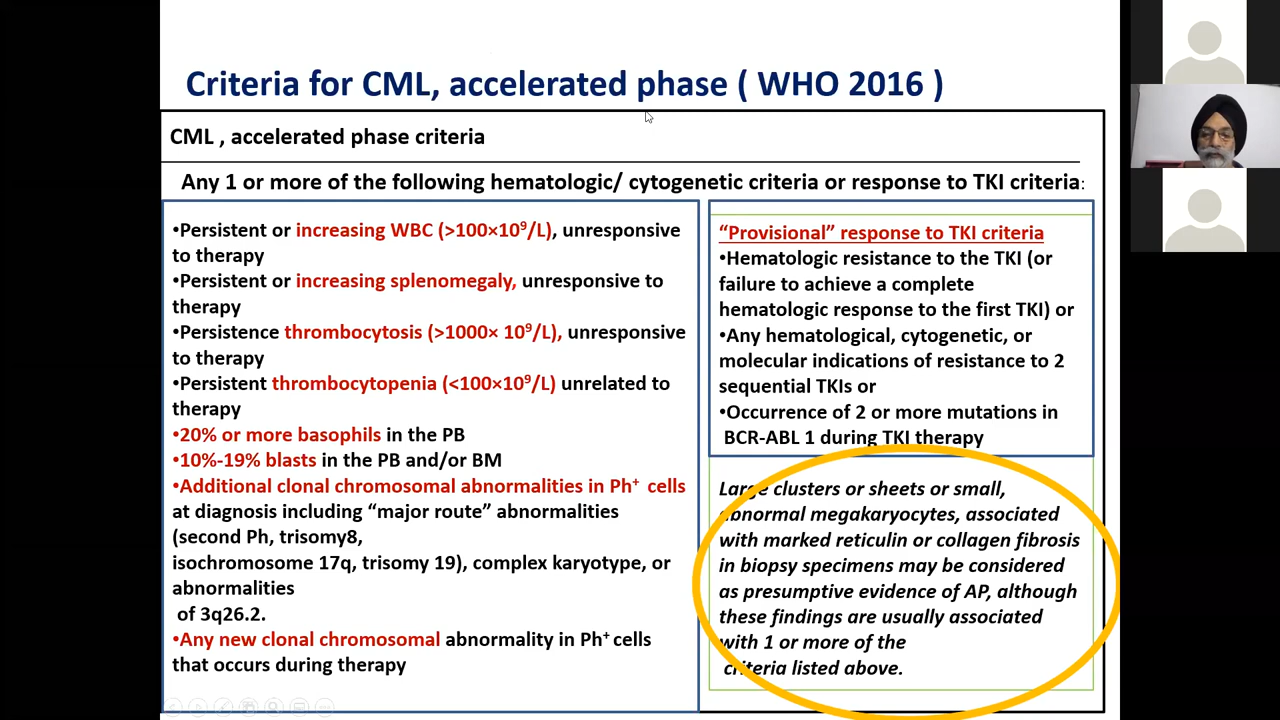 Criteria for CML, accelerated phase ( WHO 2016 )
CML , accelerated phase criteria
Any 1 or more of the following hematologic/ cytogenetic criteria or response to TKI criteria:
•Persistent or increasing WBC (>100×10⁹/L), unresponsive
to therapy
•Persistent or increasing splenomegaly, unresponsive to
therapy
•Persistence thrombocytosis (>1000× 10⁹/L), unresponsive
to therapy
•Persistent thrombocytopenia (<100×10⁹/L) unrelated to
therapy
•20% or more basophils in the PB
•10%-19% blasts in the PB and/or BM
•Additional clonal chromosomal abnormalities in Ph⁺ cells
at diagnosis including “major route” abnormalities
(second Ph, trisomy8,
isochromosome 17q, trisomy 19), complex karyotype, or
abnormalities
of 3q26.2.
•Any new clonal chromosomal abnormality in Ph⁺ cells
that occurs during therapy
“Provisional” response to TKI criteria
•Hematologic resistance to the TKI (or
failure to achieve a complete
hematologic response to the first TKI) or
•Any hematological, cytogenetic, or
molecular indications of resistance to 2
sequential TKIs or
•Occurrence of 2 or more mutations in
BCR-ABL 1 during TKI therapy
Large clusters or sheets or small,
abnormal megakaryocytes, associated
with marked reticulin or collagen fibrosis
in biopsy specimens may be considered
as presumptive evidence of AP, although
these findings are usually associated
with 1 or more of the
criteria listed above.